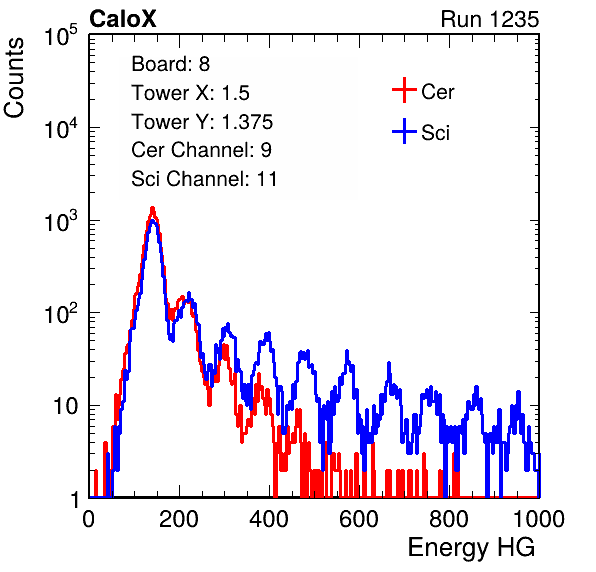 CaloX Run 1235
Counts
10^5
10^4
10^3
10^2
10
1
Board: 8
Tower X: 1.5
Tower Y: 1.375
Cer Channel: 9
Sci Channel: 11
Cer
Sci
0 200 400 600 800 1000
Energy HG